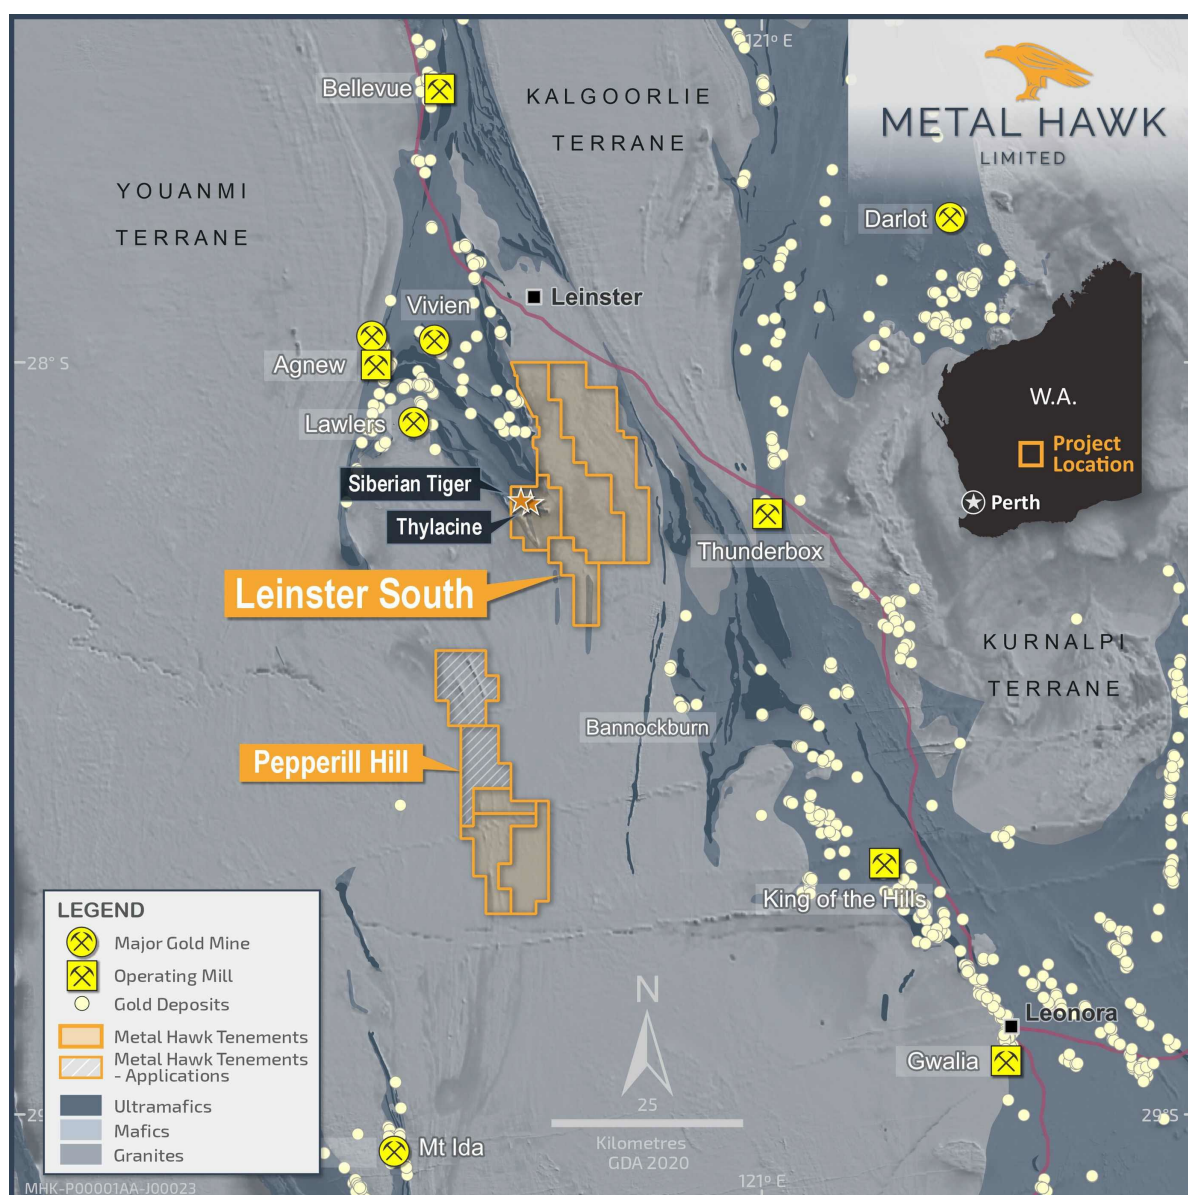 121º E
METAL HAWK
LIMITED
Bellevue
KALGOORLIE
TERRANE
YOUANMI
TERRANE
Darlot
Leinster
Vivien
28° S
Agnew
Lawlers
W.A.
Project
Location
Perth
Siberian Tiger
Thylacine
Thunderbox
Leinster South
KURNALPI
TERRANE
Bannockburn
Pepperill Hill
King of the Hills
LEGEND
Major Gold Mine
Operating Mill
Gold Deposits
Metal Hawk Tenements
Metal Hawk Tenements
- Applications
Ultramafics
Mafics
Granites
N
25
Kilometres
GDA 2020
Leonora
Gwalia
29
29°S
Mt Ida
121º E
MHK-P00001AA-J00023